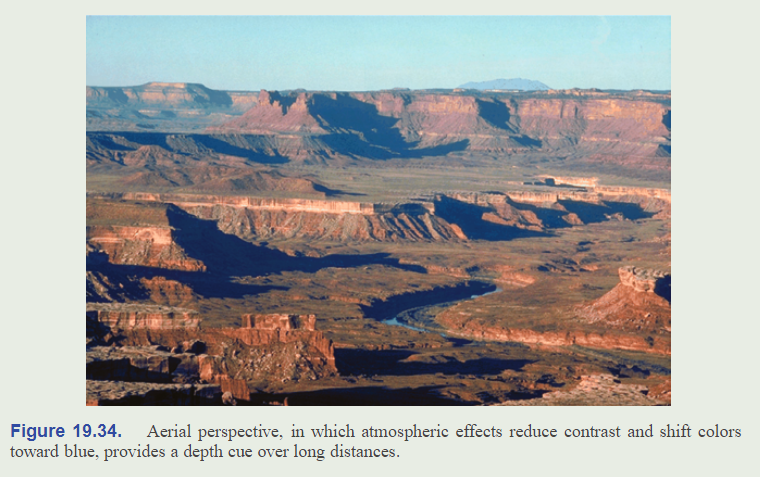 Figure 19.34. Aerial perspective, in which atmospheric effects reduce contrast and shift colors
toward blue, provides a depth cue over long distances.